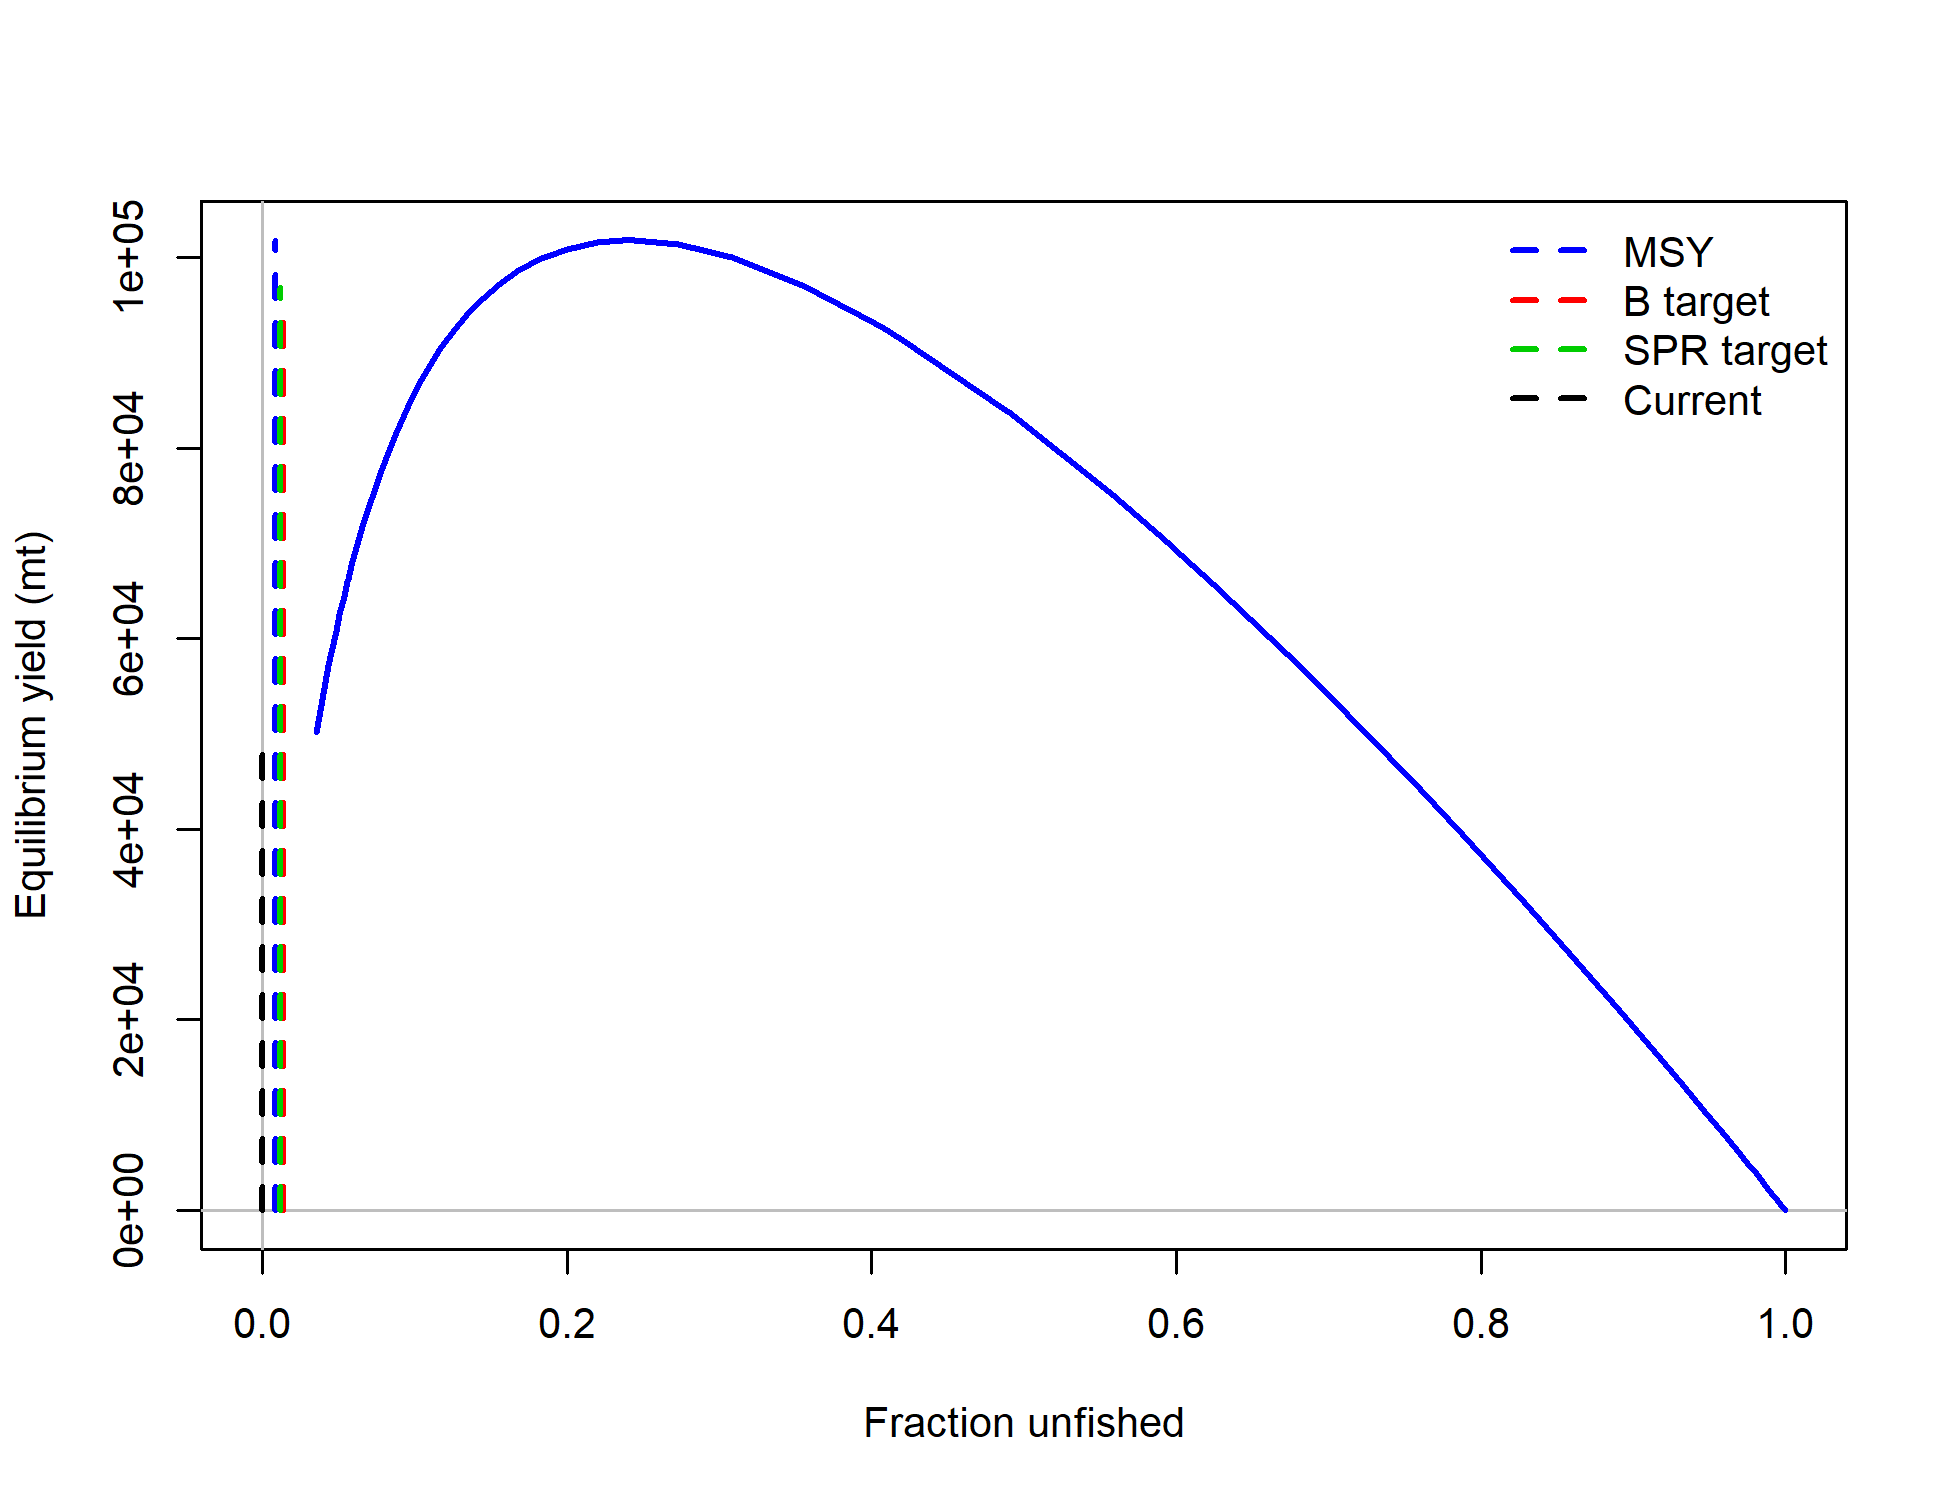 MSY
B target
SPR target
Current
Equilibrium yield (mt)
1e+05
8e+04
6e+04
4e+04
2e+04
0e+00
0.0 0.2 0.4 0.6 0.8 1.0
Fraction unfished